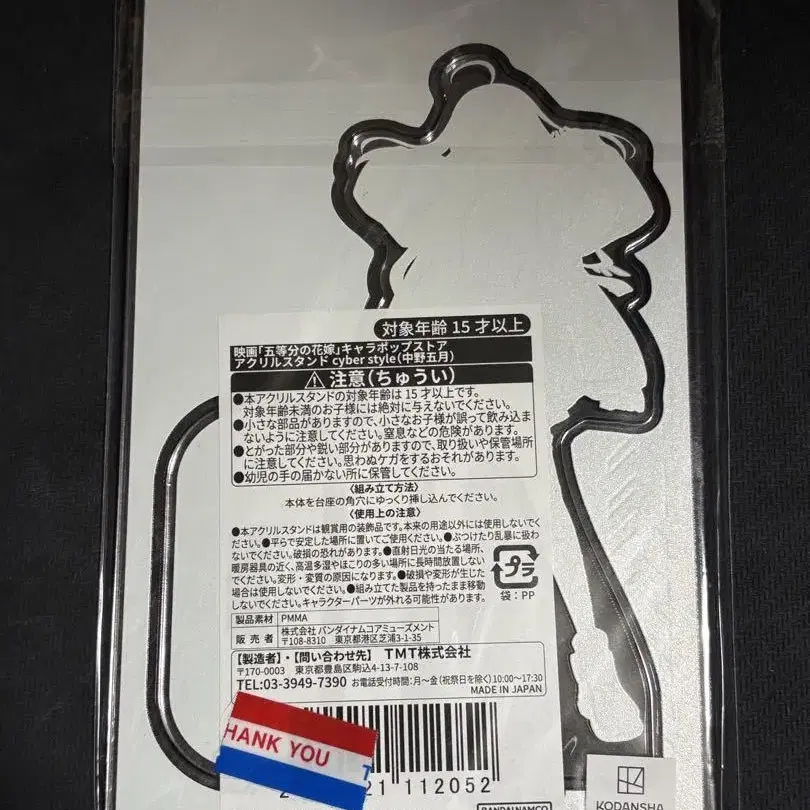 対象年齢 15 才以上
映画「五等分の花嫁」キャラポップストア
アクリルスタンド cyber style（中野五月）
⚠ 注意（ちゅうい）
●本アクリルスタンドの対象年齢は 15 才以上です。
対象年齢未満のお子様には絶対に与えないでください。
●小さな部品がありますので、小さなお子様が誤って飲み込ま
ないように注意してください。窒息などの危険があります。
●とがった部分や鋭い部分がありますので、取り扱いや保管場所
に注意してください。思わぬケガをするおそれがあります。
●幼児の手の届かない所に保管してください。
〈組み立て方法〉
本体を台座の角穴にゆっくり挿し込んでください。
〈使用上の注意〉
●本アクリルスタンドは観賞用の装飾品です。本来の用途以外には使用しないでく
ださい。●平らで安定した場所に置いてご使用ください。●ぶつけたり乱暴に扱わ
ないでください。破損の恐れがあります。●直射日光の当たる場所、
暖房器具の近く、高温多湿やほこりの多い場所に長時間放置しない
でください。変形・変質の原因になります。●破損や変形が生じた
場合は使用しないでください。●組み立てた製品を持ったまま移動
しないでください。キャラクターパーツが外れる可能性があります。
プラ
袋：PP
製品素材 PMMA
販売者 株式会社 バンダイナムコアミューズメント
〒108-8310 東京都港区芝浦3-1-35
【製造者】・【問い合わせ先】 TMT株式会社
〒170-0003 東京都豊島区駒込4-13-7-108
TEL:03-3949-7390 お電話受付時間：月～金（祝祭日を除く）10:00～17:30
MADE IN JAPAN
HANK YOU
T
2 21 112052
BANDAI NAMCO
KODANSHA